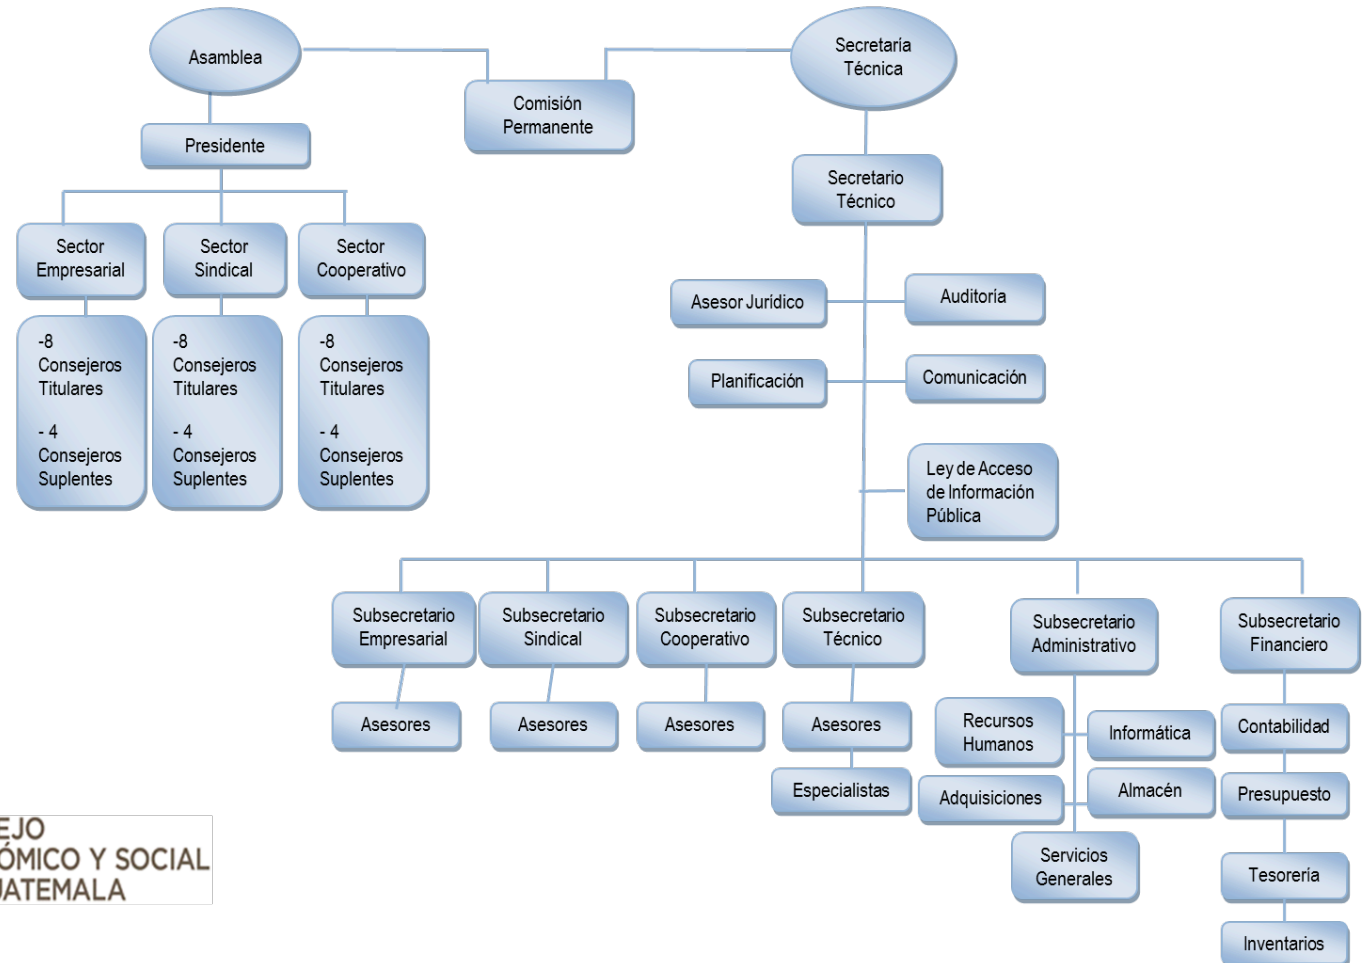 Asamblea
Secretaría
Técnica
Comisión
Permanente
Presidente
Secretario
Técnico
Sector
Empresarial
Sector
Sindical
Sector
Cooperativo
Asesor Jurídico
Auditoría
-8
Consejeros
Titulares
- 4
Consejeros
Suplentes
-8
Consejeros
Titulares
- 4
Consejeros
Suplentes
-8
Consejeros
Titulares
- 4
Consejeros
Suplentes
Planificación
Comunicación
Ley de Acceso
de Información
Pública
Subsecretario
Empresarial
Subsecretario
Sindical
Subsecretario
Cooperativo
Subsecretario
Técnico
Subsecretario
Administrativo
Subsecretario
Financiero
Asesores
Asesores
Asesores
Asesores
Especialistas
Recursos
Humanos
Informática
Adquisiciones
Almacén
Servicios
Generales
Contabilidad
Presupuesto
Tesorería
Inventarios
EJO
ÓMICO Y SOCIAL
UATEMALA